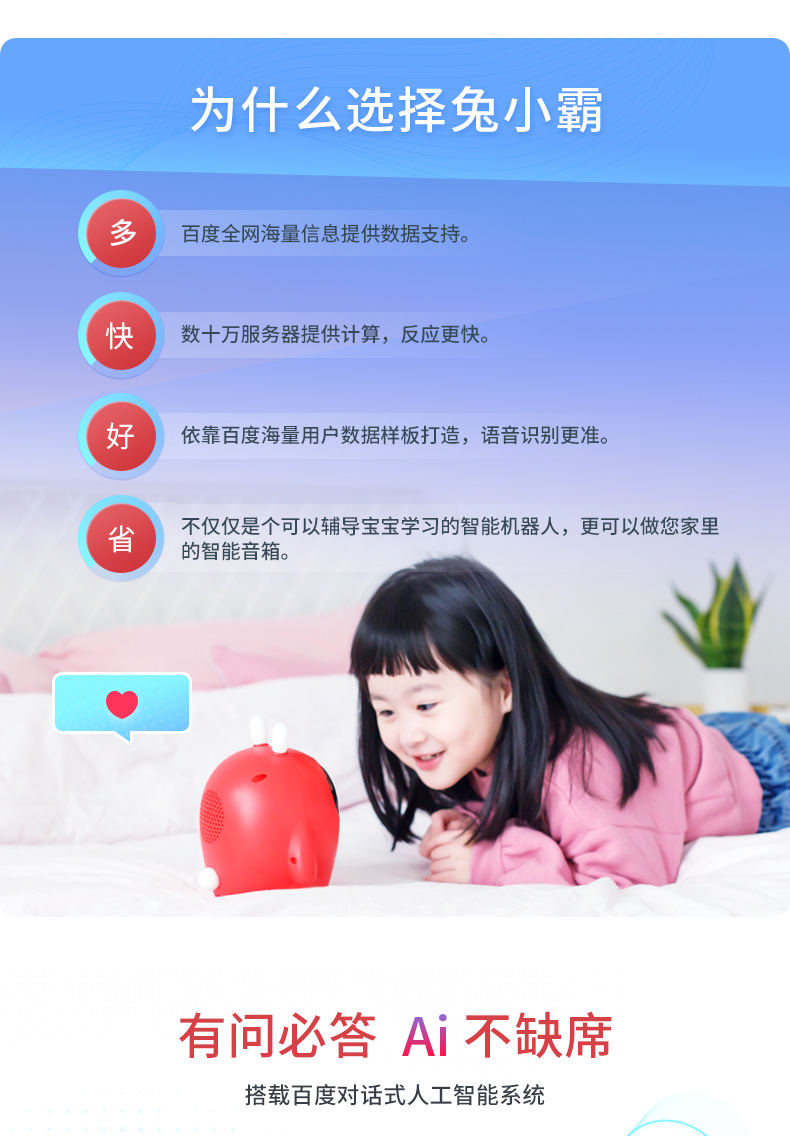 为什么选择兔小霸
多
百度全网海量信息提供数据支持。
快
数十万服务器提供计算，反应更快。
好
依靠百度海量用户数据样板打造，语音识别更准。
省
不仅仅是个可以辅导宝宝学习的智能机器人，更可以做您家里
的智能音箱。
有问必答 Ai 不缺席
搭载百度对话式人工智能系统